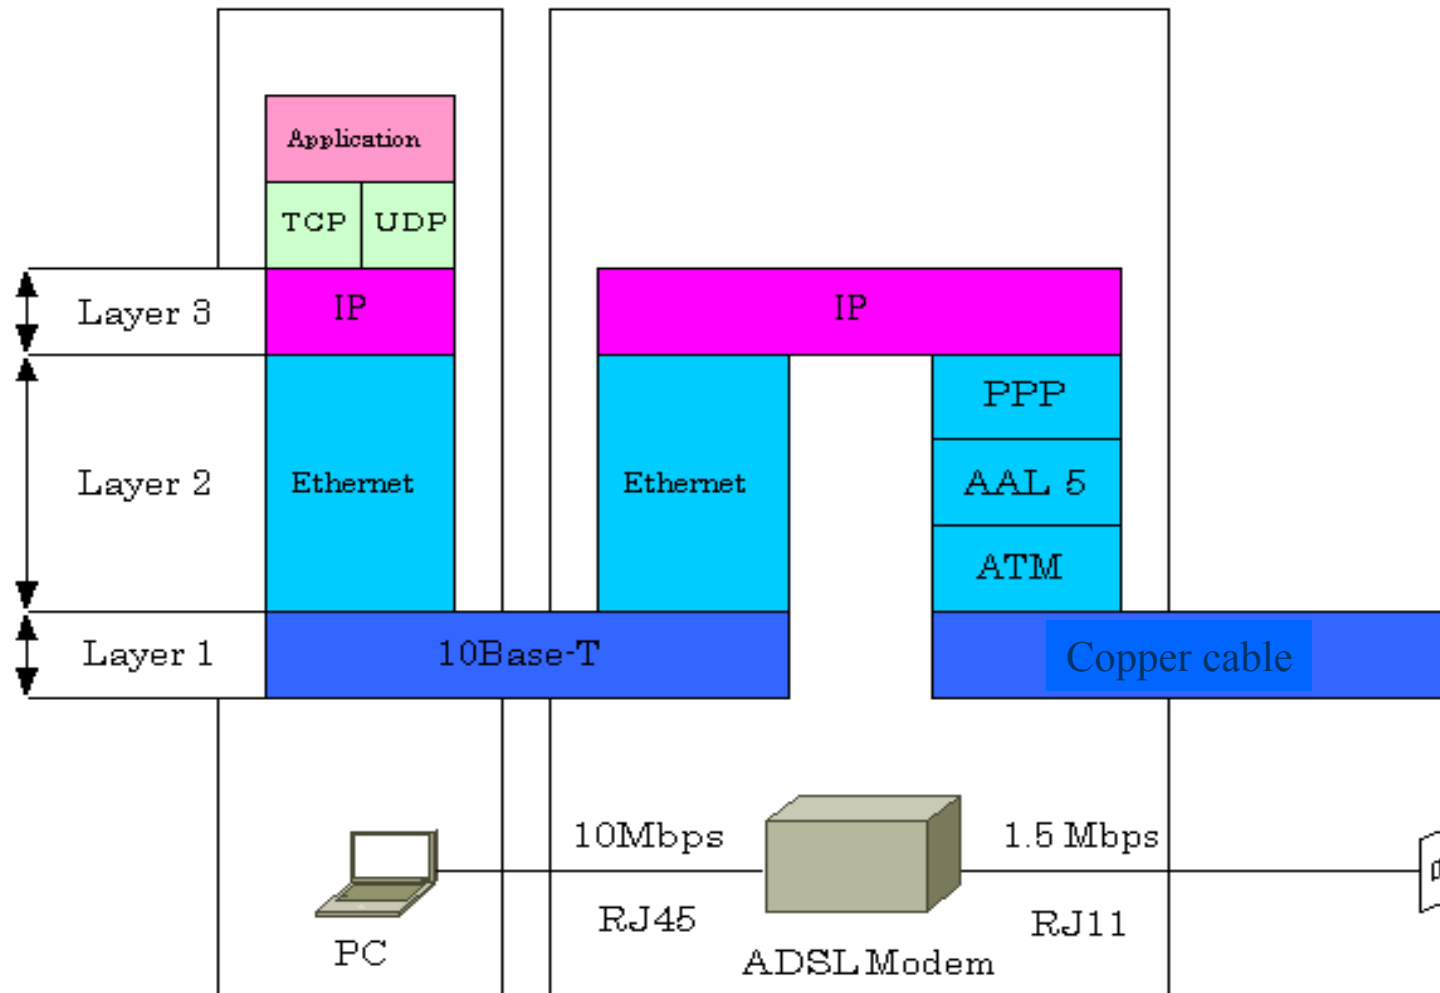 Application
TCP UDP
Layer 3 IP IP
PPP
Layer 2 Ethernet Ethernet AAL 5
ATM
Layer 1 10Base-T Copper cable
10Mbps 1.5 Mbps
RJ45 RJ11
PC ADSL Modem